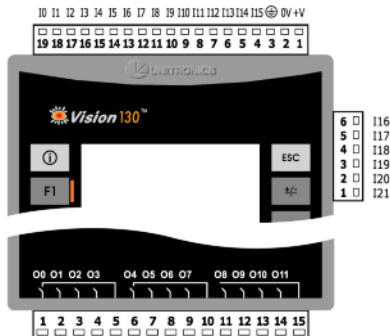 I0 I1 I2 I3 I4 I5 I6 I7 I8 I9 I10 I11 I12 I13 I14 I15 0V +V
19 18 17 16 15 14 13 12 11 10 9 8 7 6 5 4 3 2 1
UNITRONICS
Vision 130™
6 I16
5 I17
4 I18
3 I19
2 I20
1 I21
ESC
F1
+/-
O0 O1 O2 O3 O4 O5 O6 O7 O8 O9 O10 O11
1 2 3 4 5 6 7 8 9 10 11 12 13 14 15